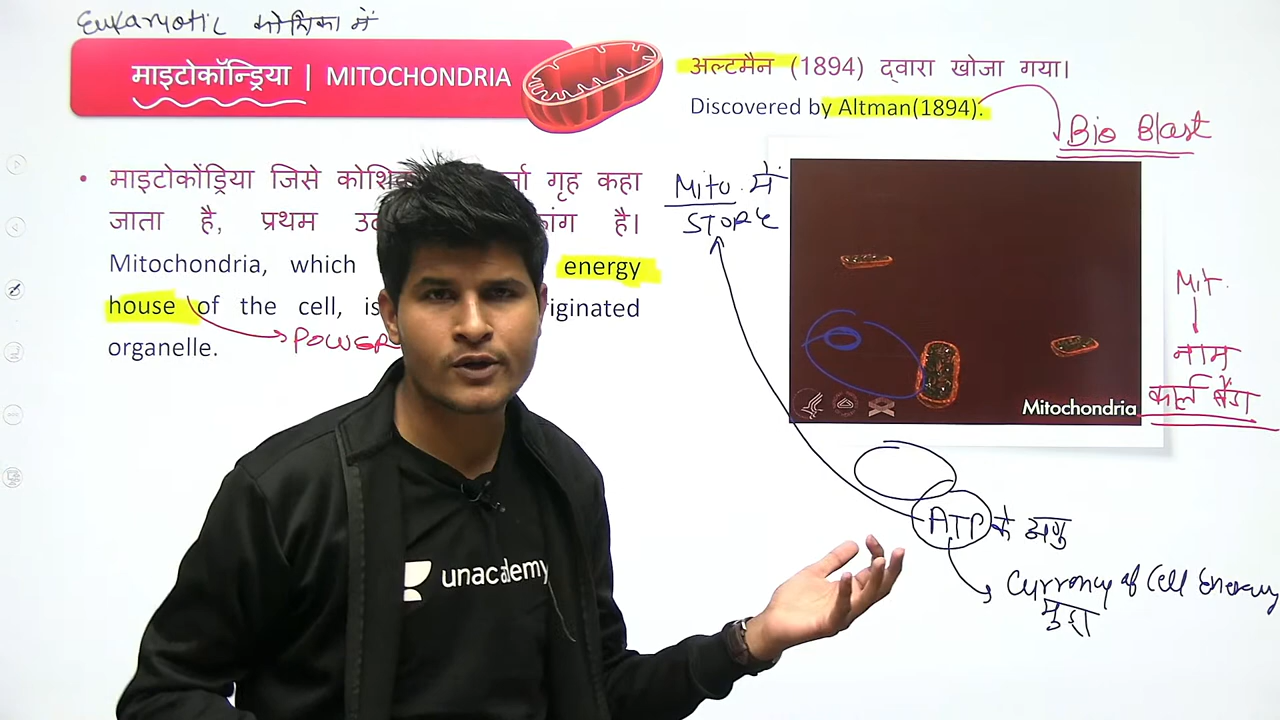 Eukaryotic कोशिका में
माइटोकॉन्ड्रिया | MITOCHONDRIA
अल्टमैन (1894) द्वारा खोजा गया।
Discovered by Altman(1894).
Bio Blast
• माइटोकोंड्रिया जिसे गृह कहा
जाता है, प्रथम है।
Mitochondria, which energy
house of the cell, is
organelle.
POWER
Mito. में
STORE
Mit.
नाम
कार्ल बेंडा
Mitochondria
ATP के अणु
Currency of Cell Energy
मुद्रा
unacademy